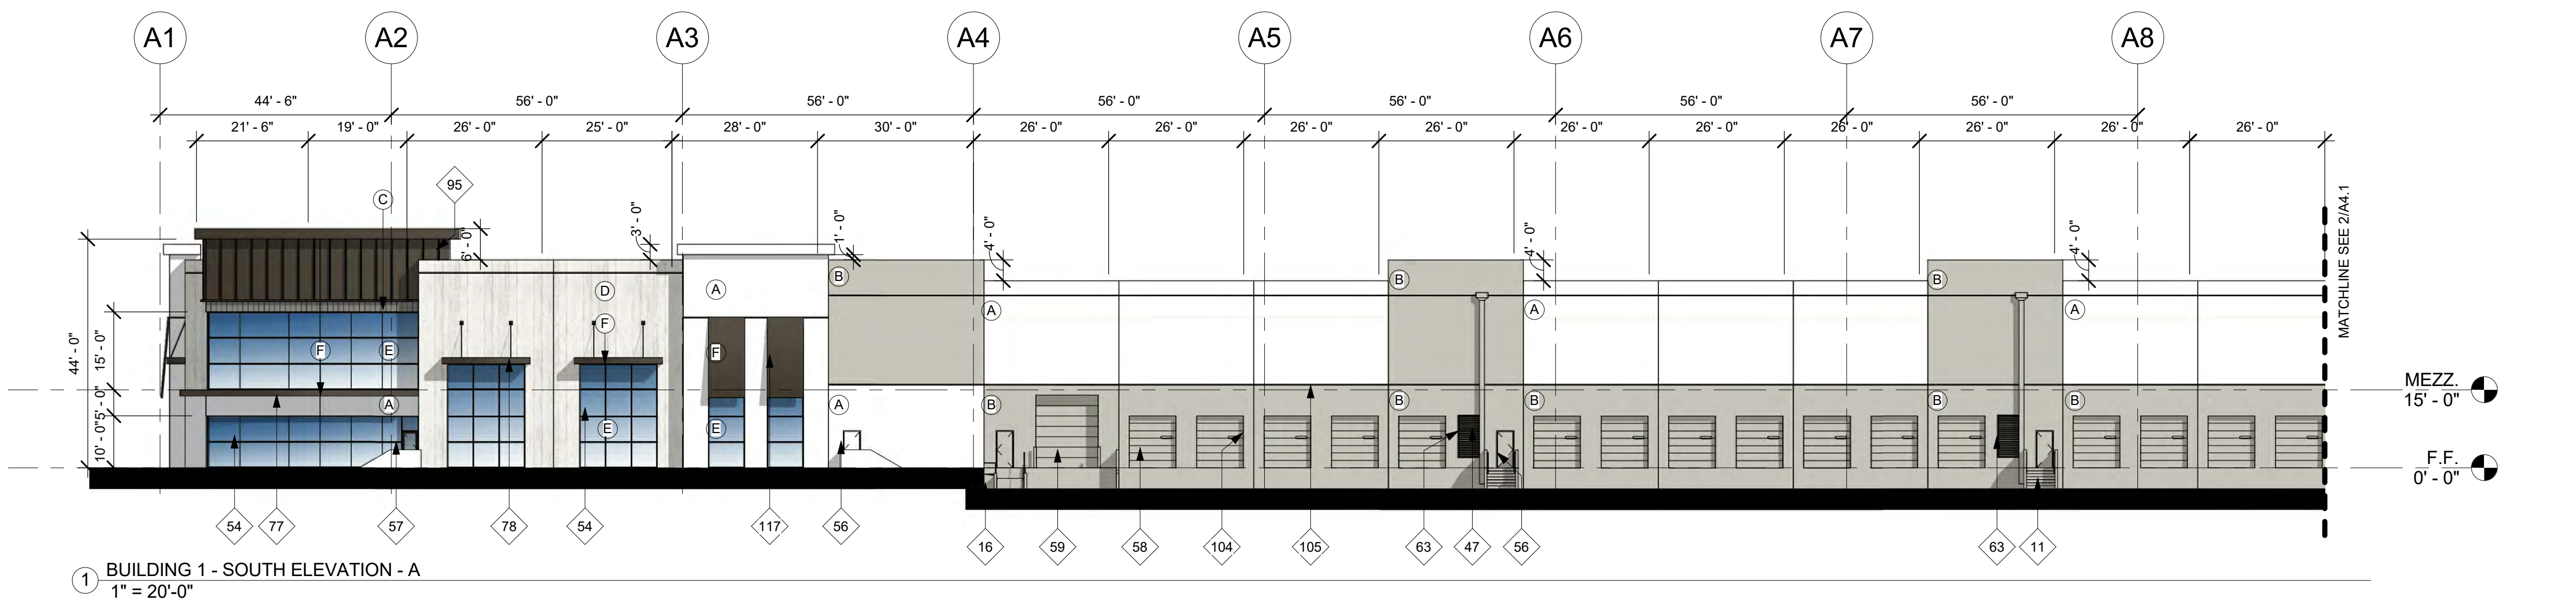 A1 A2 A3 A4 A5 A6 A7 A8
44' - 6" 56' - 0" 56' - 0" 56' - 0" 56' - 0" 56' - 0" 56' - 0"
21' - 6" 19' - 0" 26' - 0" 25' - 0" 28' - 0" 30' - 0" 26' - 0" 26' - 0" 26' - 0" 26' - 0" 26' - 0" 26' - 0" 26' - 0" 26' - 0" 26' - 0" 26' - 0"
95
C
6' - 0" 3' - 0" 1' - 0" 4' - 0" 4' - 0" 4' - 0"
MATCHLINE SEE 2/A4.1
B B B
D A
A A A
F
44' - 0" 15' - 0" F E F
5' - 0" A A B B B B B
MEZZ.
15' - 0"
10' - 0" E E
F.F.
0' - 0"
54 77 57 78 54 117 56
16 59 58 104 105 63 47 56 63 11
1 BUILDING 1 - SOUTH ELEVATION - A
1" = 20'-0"